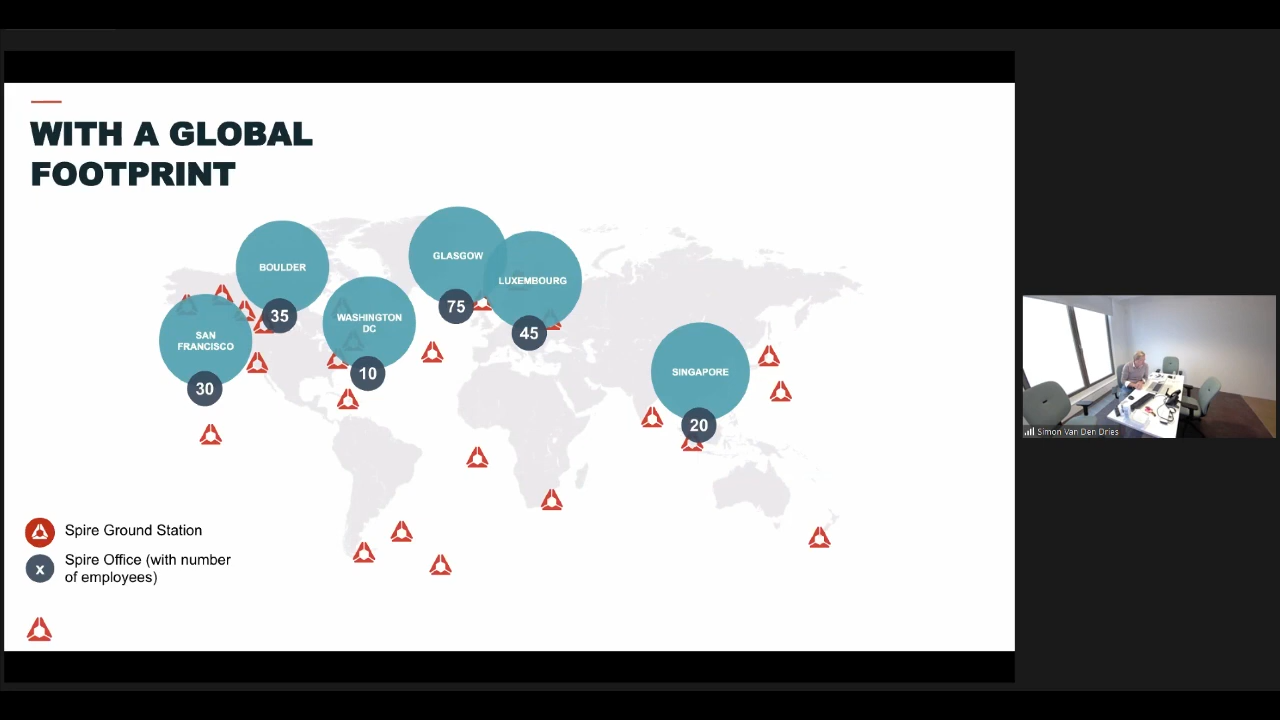 WITH A GLOBAL
FOOTPRINT
GLASGOW
BOULDER
LUXEMBOURG
75
35
WASHINGTON
DC
45
SAN
FRANCISCO
10
SINGAPORE
30
20
Spire Ground Station
x
Spire Office (with number
of employees)
Simon Van Den Dries